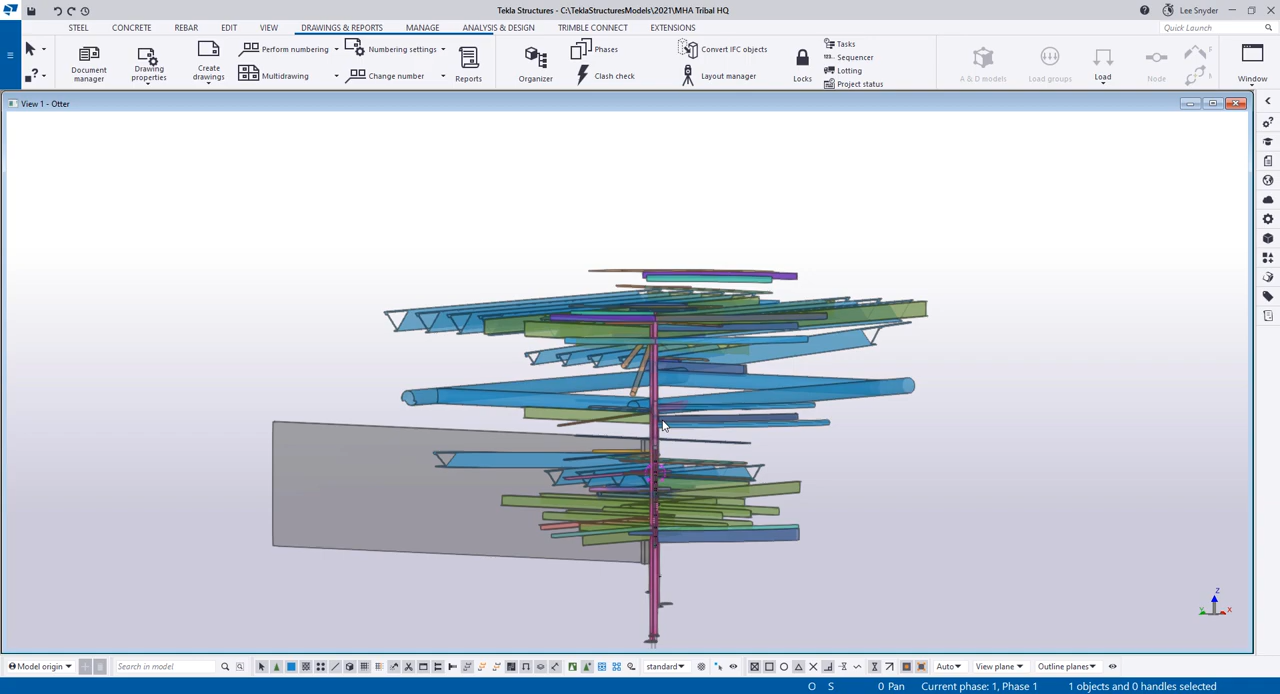 Tekla Structures - C:\TeklaStructuresModels\2021\MHA Tribal HQ
Lee Snyder
STEEL CONCRETE REBAR EDIT VIEW DRAWINGS & REPORTS MANAGE ANALYSIS & DESIGN TRIMBLE CONNECT EXTENSIONS
Quick Launch
Document manager
Drawing properties
Create drawings
Perform numbering
Multidrawing
Numbering settings
Change number
Reports
Organizer
Phases
Clash check
Convert IFC objects
Layout manager
Locks
Tasks
Sequencer
Lotting
Project status
A & D models
Load groups
Load
Node
Window
View 1 - Otter
Z
Y X
Model origin
Search in model
standard
Auto
View plane
Outline planes
O S 0 Pan Current phase: 1, Phase 1 1 objects and 0 handles selected